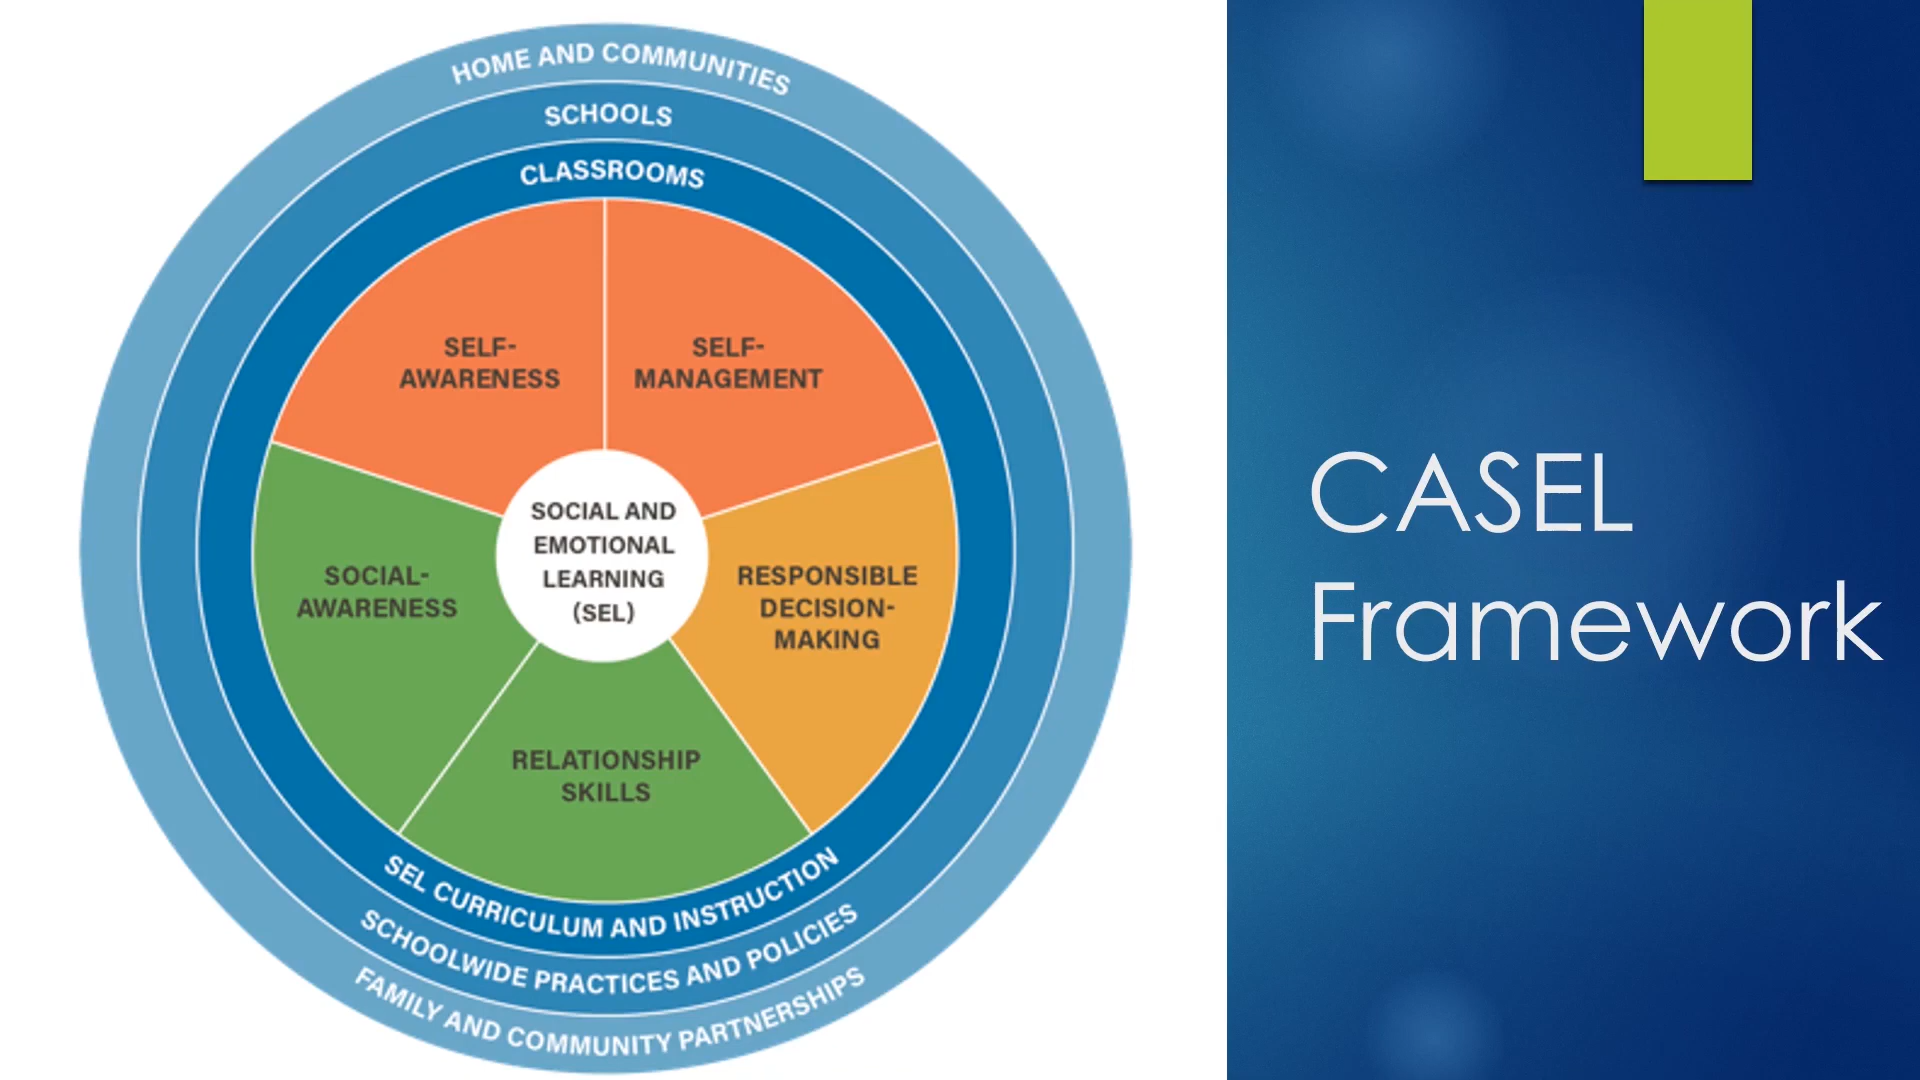 HOME AND COMMUNITIES
SCHOOLS
CLASSROOMS
SELF-
AWARENESS
SELF-
MANAGEMENT
SOCIAL AND
EMOTIONAL
LEARNING
(SEL)
SOCIAL-
AWARENESS
RESPONSIBLE
DECISION-
MAKING
RELATIONSHIP
SKILLS
SEL CURRICULUM AND INSTRUCTION
SCHOOLWIDE PRACTICES AND POLICIES
FAMILY AND COMMUNITY PARTNERSHIPS
CASEL
Framework